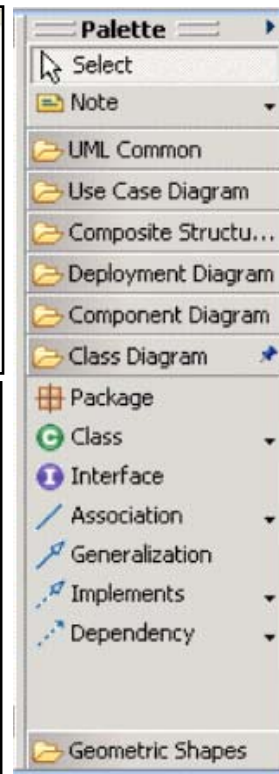 Palette
Select
Note
UML Common
Use Case Diagram
Composite Structu...
Deployment Diagram
Component Diagram
Class Diagram
Package
C Class
I Interface
Association
Generalization
Implements
Dependency
Geometric Shapes